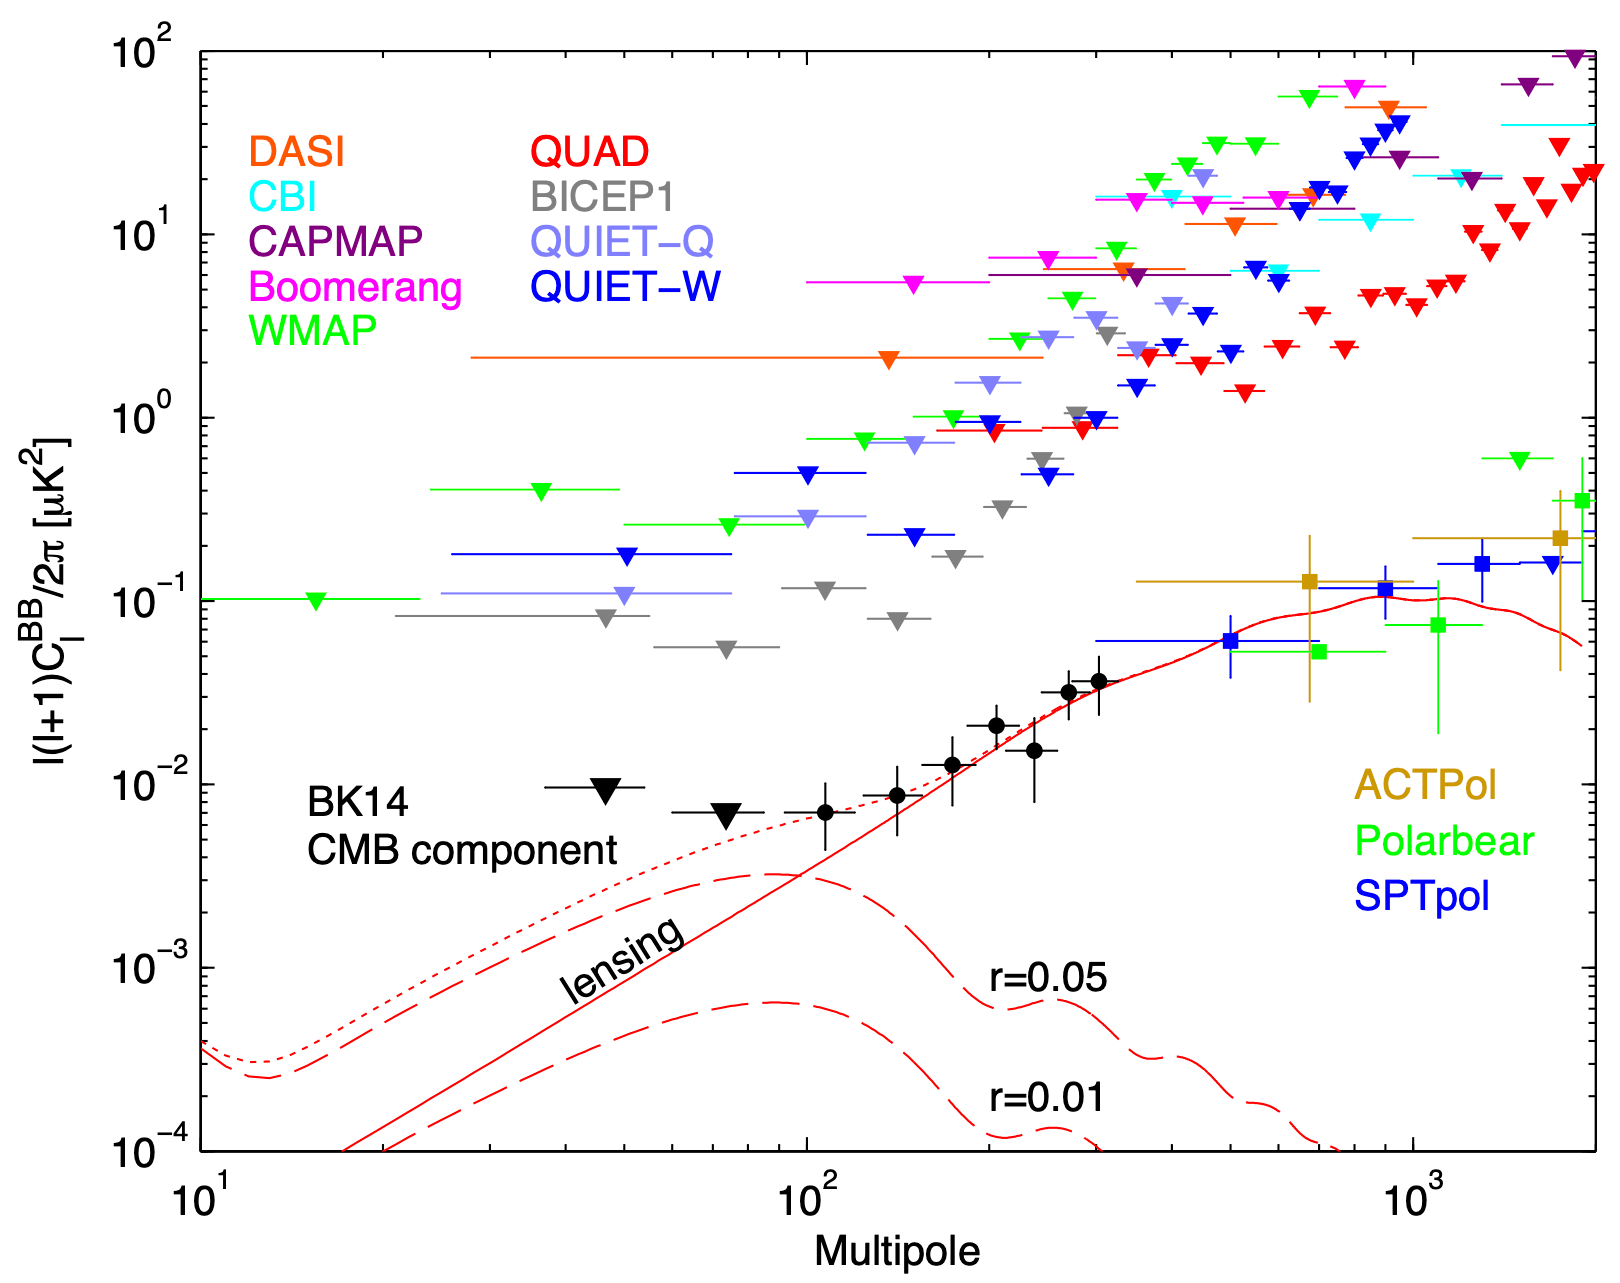 10²
10¹
10⁰
10⁻¹
10⁻²
10⁻³
10⁻⁴
l(l+1)C_l^BB/2π [μK²]
DASI
CBI
CAPMAP
Boomerang
WMAP
QUAD
BICEP1
QUIET−Q
QUIET−W
BK14
CMB component
lensing
r=0.05
r=0.01
ACTPol
Polarbear
SPTpol
10¹
10²
10³
Multipole